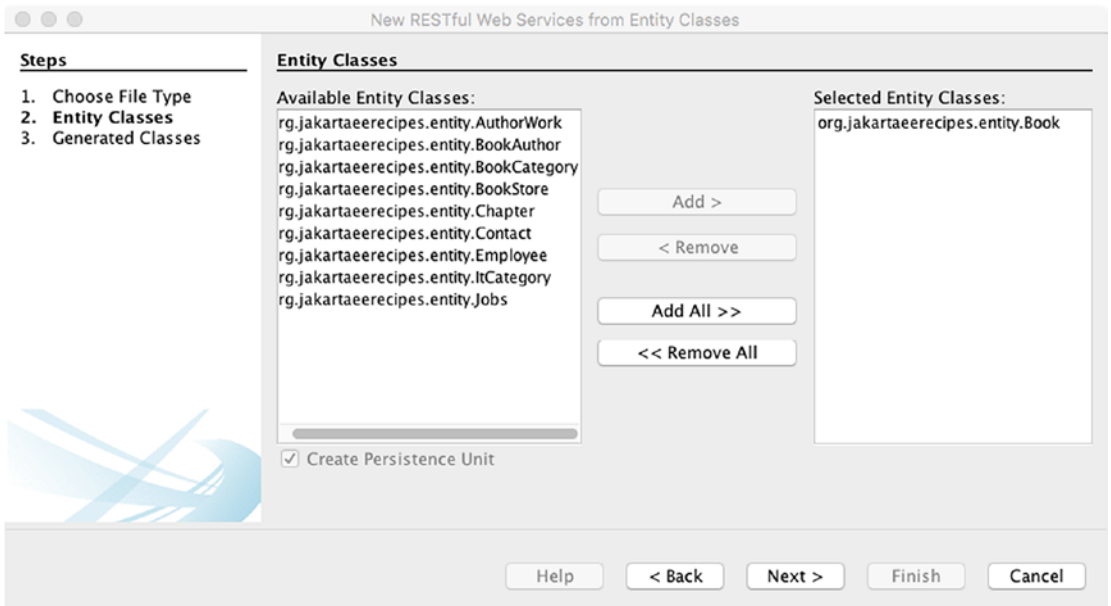 New RESTful Web Services from Entity Classes
Steps
1. Choose File Type
2. Entity Classes
3. Generated Classes
Entity Classes
Available Entity Classes:
rg.jakartaeerecipes.entity.AuthorWork
rg.jakartaeerecipes.entity.BookAuthor
rg.jakartaeerecipes.entity.BookCategory
rg.jakartaeerecipes.entity.BookStore
rg.jakartaeerecipes.entity.Chapter
rg.jakartaeerecipes.entity.Contact
rg.jakartaeerecipes.entity.Employee
rg.jakartaeerecipes.entity.ItCategory
rg.jakartaeerecipes.entity.Jobs
Add >
< Remove
Add All >>
<< Remove All
Selected Entity Classes:
org.jakartaeerecipes.entity.Book
Create Persistence Unit
Help
< Back
Next >
Finish
Cancel